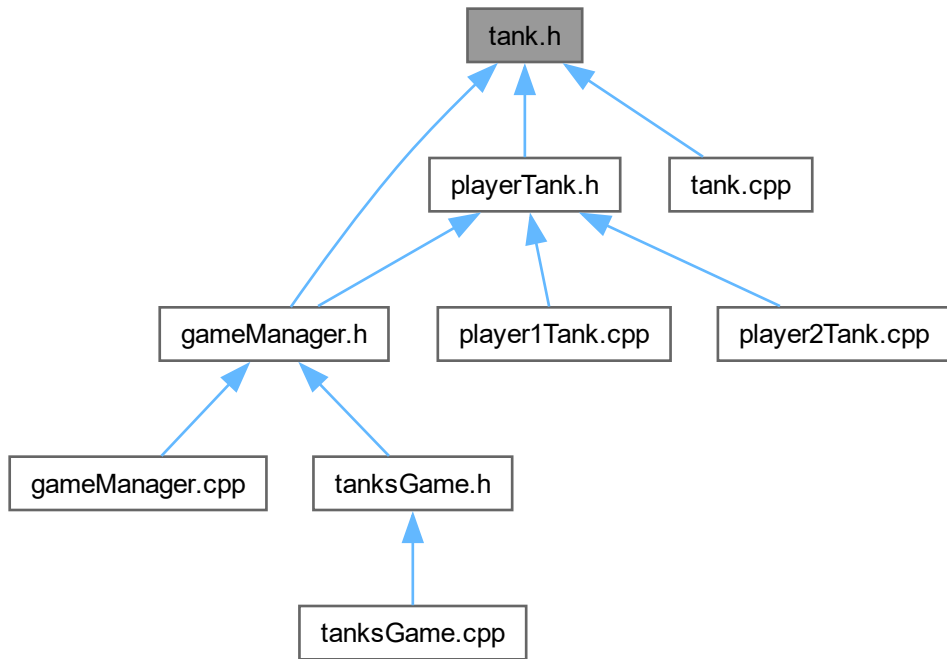 tank.h
playerTank.h
tank.cpp
gameManager.h
player1Tank.cpp
player2Tank.cpp
gameManager.cpp
tanksGame.h
tanksGame.cpp